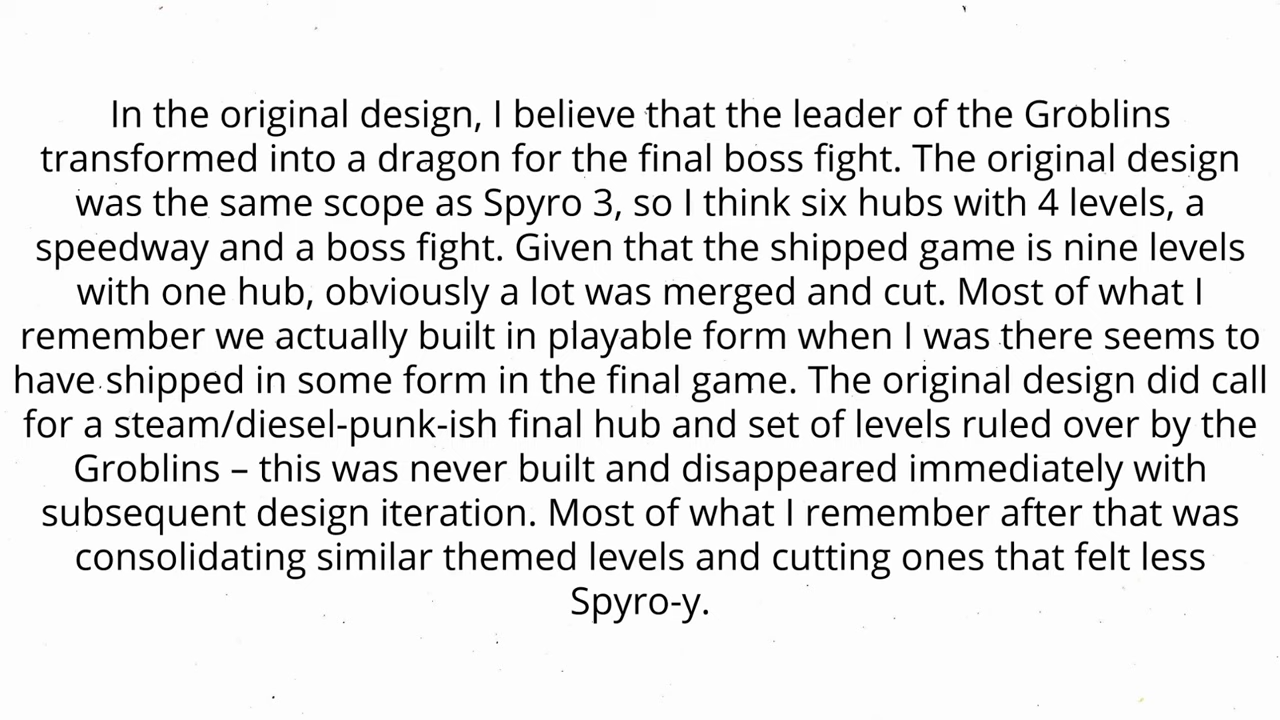 In the original design, I believe that the leader of the Groblins
transformed into a dragon for the final boss fight. The original design
was the same scope as Spyro 3, so I think six hubs with 4 levels, a
speedway and a boss fight. Given that the shipped game is nine levels
with one hub, obviously a lot was merged and cut. Most of what I
remember we actually built in playable form when I was there seems to
have shipped in some form in the final game. The original design did call
for a steam/diesel-punk-ish final hub and set of levels ruled over by the
Groblins – this was never built and disappeared immediately with
subsequent design iteration. Most of what I remember after that was
consolidating similar themed levels and cutting ones that felt less
Spyro-y.